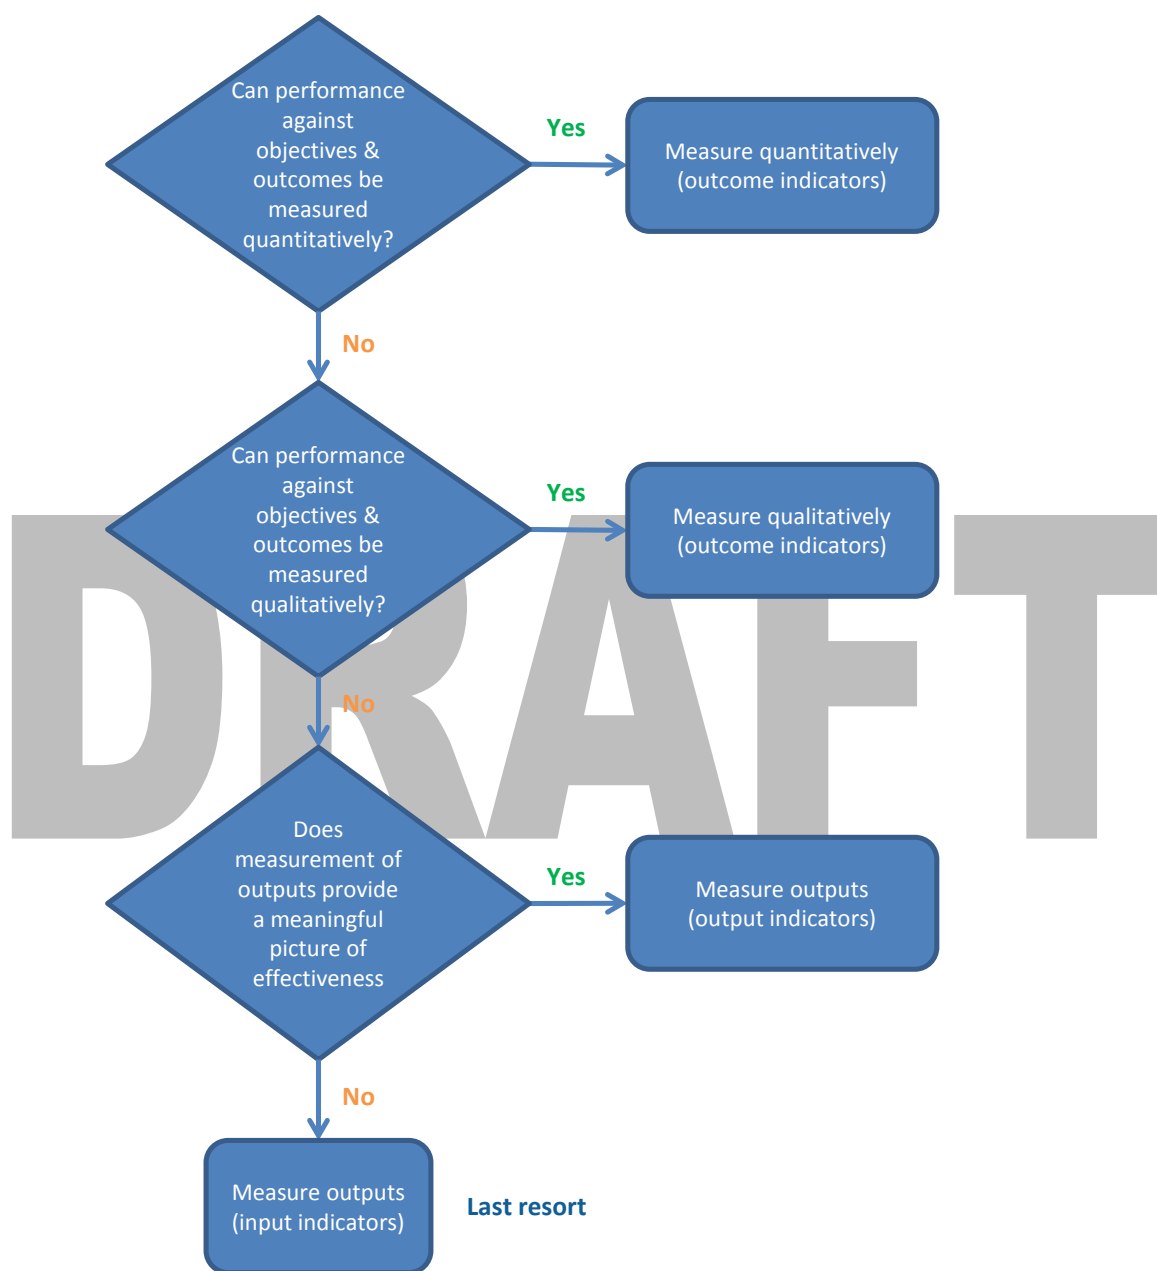 Can performance
against
objectives &
outcomes be
measured
quantitatively?
Yes
Measure quantitatively
(outcome indicators)
No
Can performance
against
objectives &
outcomes be
measured
qualitatively?
Yes
Measure qualitatively
(outcome indicators)
DRAFT
No
Does
measurement of
outputs provide
a meaningful
picture of
effectiveness
Yes
Measure outputs
(output indicators)
No
Measure outputs
(input indicators)
Last resort